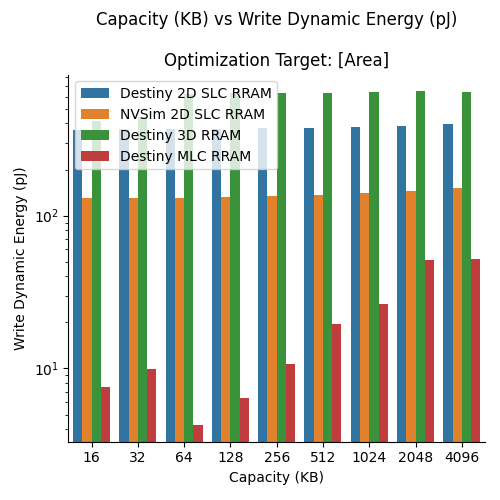 Capacity (KB) vs Write Dynamic Energy (pJ)
Optimization Target: [Area]
Destiny 2D SLC RRAM
NVSim 2D SLC RRAM
Destiny 3D RRAM
Destiny MLC RRAM
Write Dynamic Energy (pJ)
10²
10¹
16 32 64 128 256 512 1024 2048 4096
Capacity (KB)